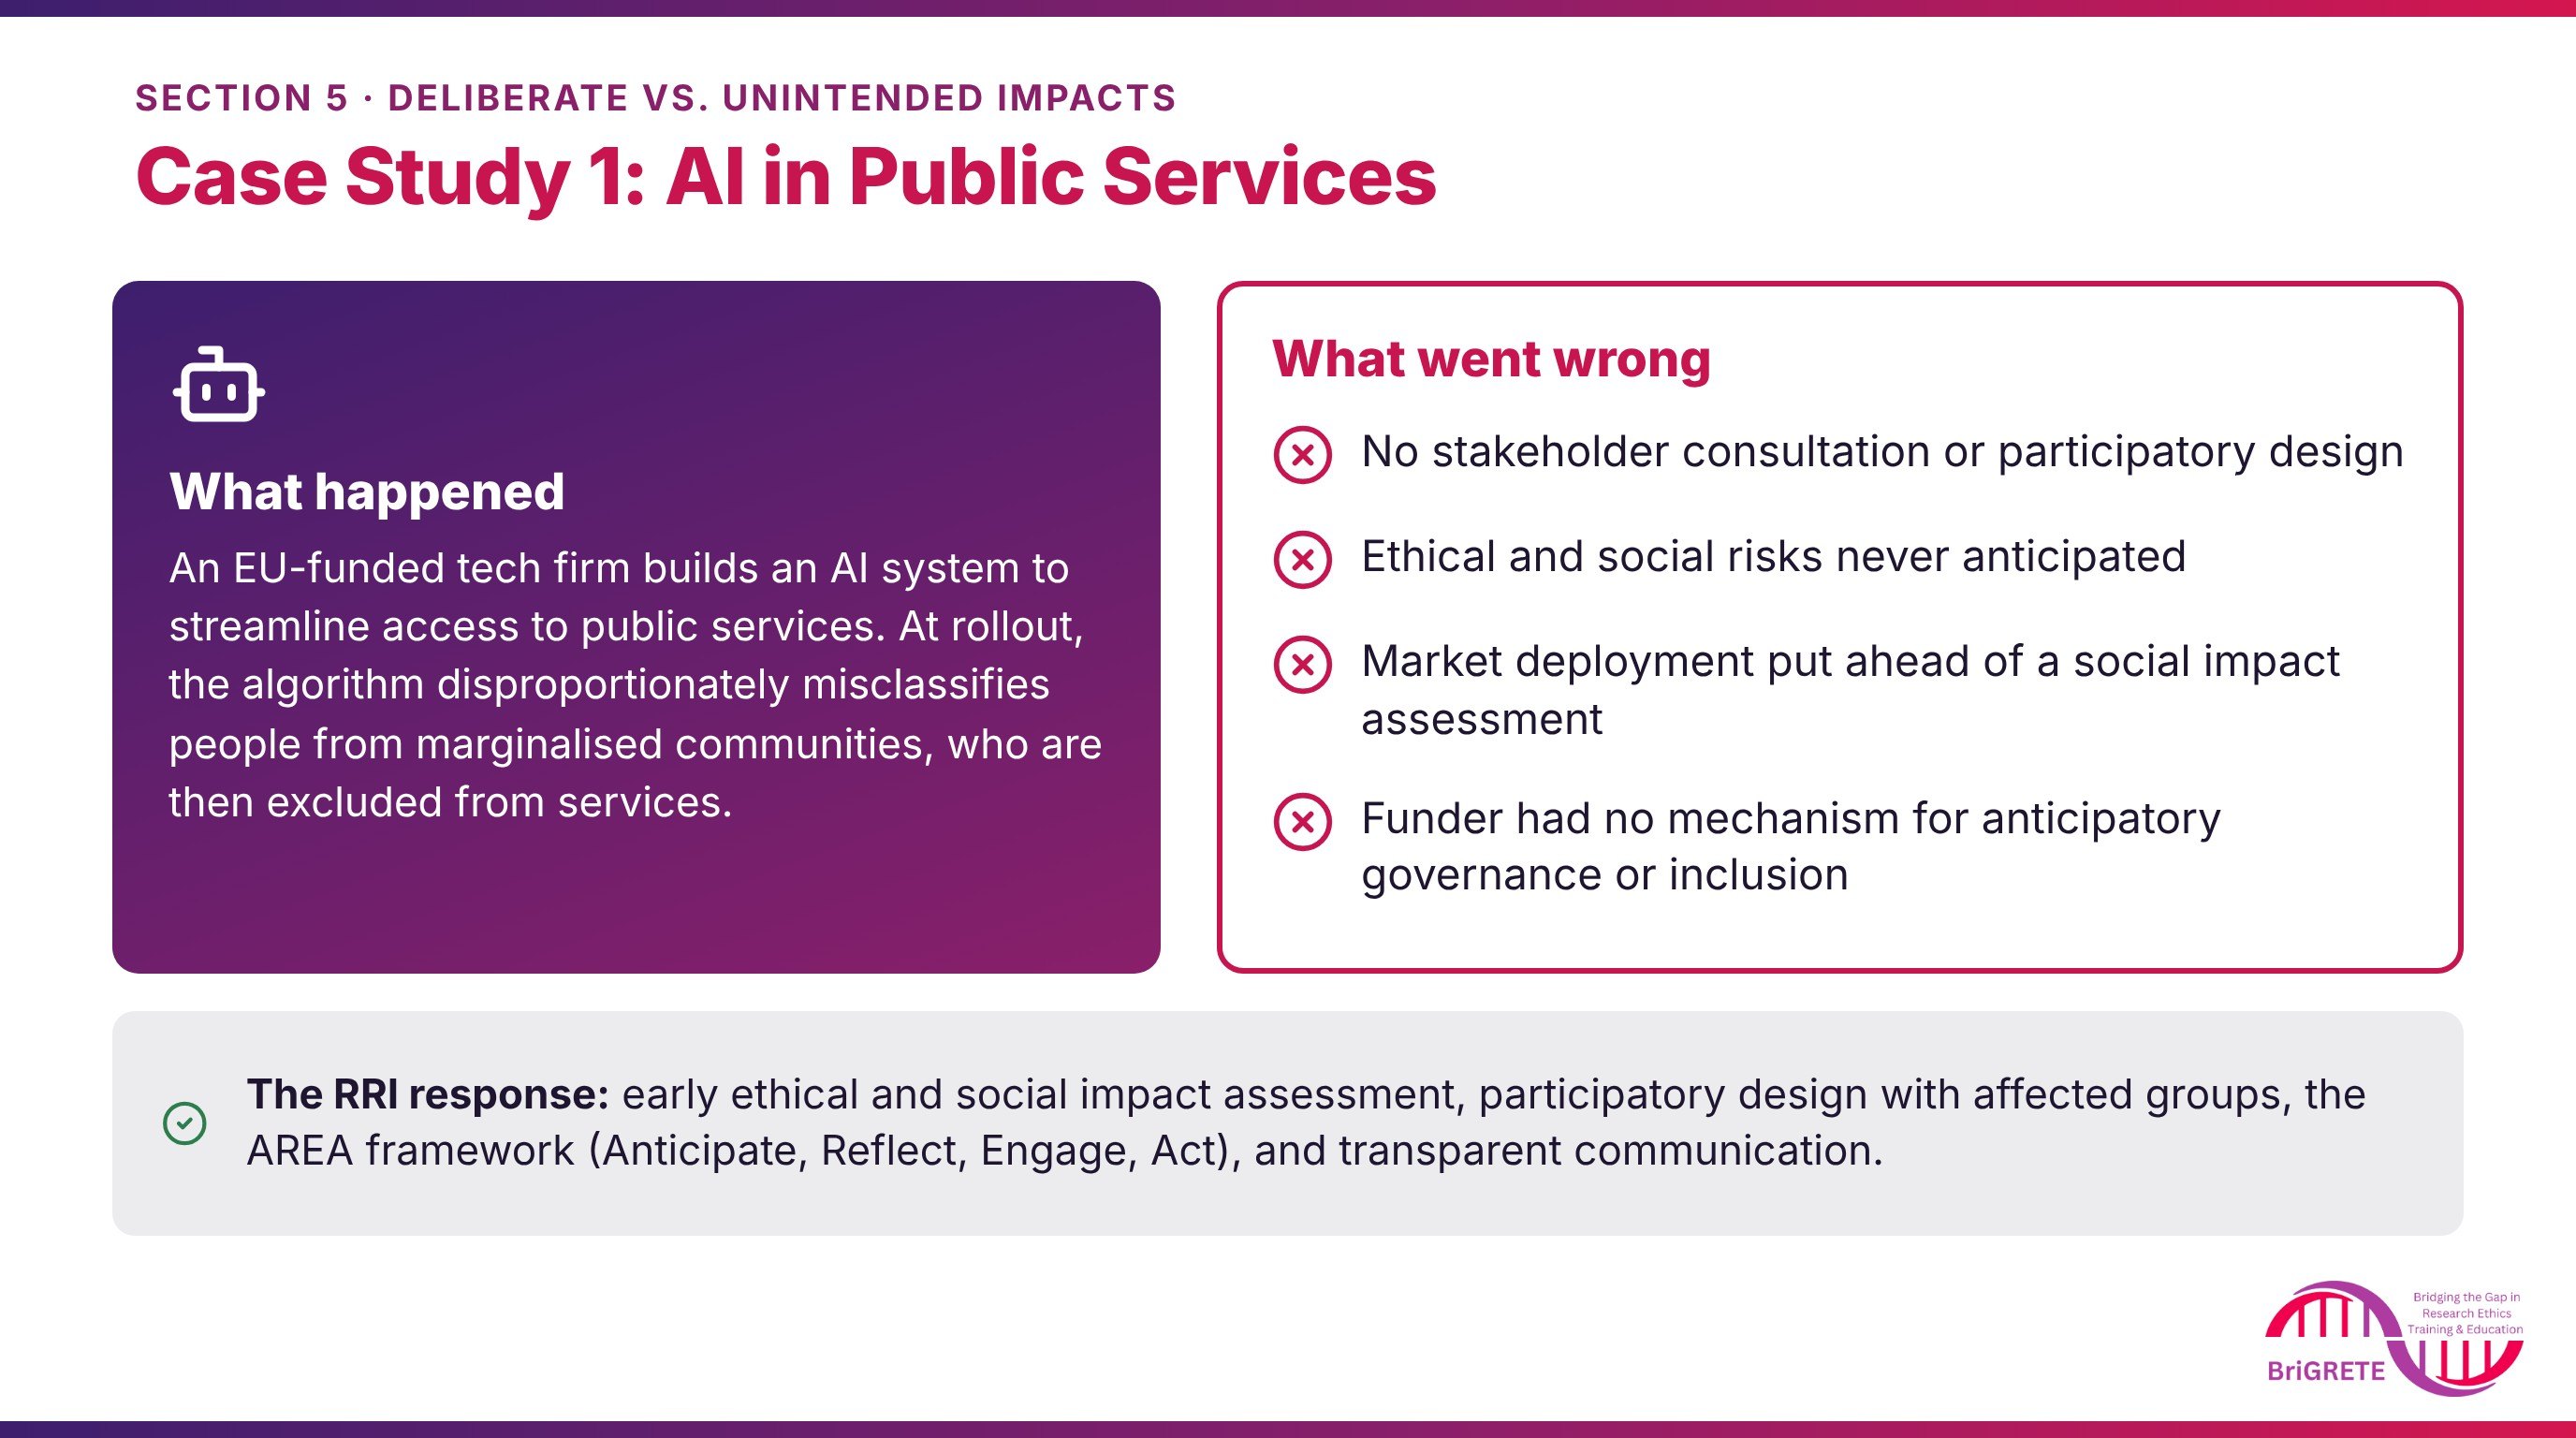 SECTION 5 · DELIBERATE VS. UNINTENDED IMPACTS
Case Study 1: AI in Public Services
What happened
An EU-funded tech firm builds an AI system to
streamline access to public services. At rollout,
the algorithm disproportionately misclassifies
people from marginalised communities, who are
then excluded from services.
What went wrong
No stakeholder consultation or participatory design
Ethical and social risks never anticipated
Market deployment put ahead of a social impact
assessment
Funder had no mechanism for anticipatory
governance or inclusion
The RRI response: early ethical and social impact assessment, participatory design with affected groups, the
AREA framework (Anticipate, Reflect, Engage, Act), and transparent communication.
Bridging the Gap in
Research Ethics
Training & Education
BriGRETE